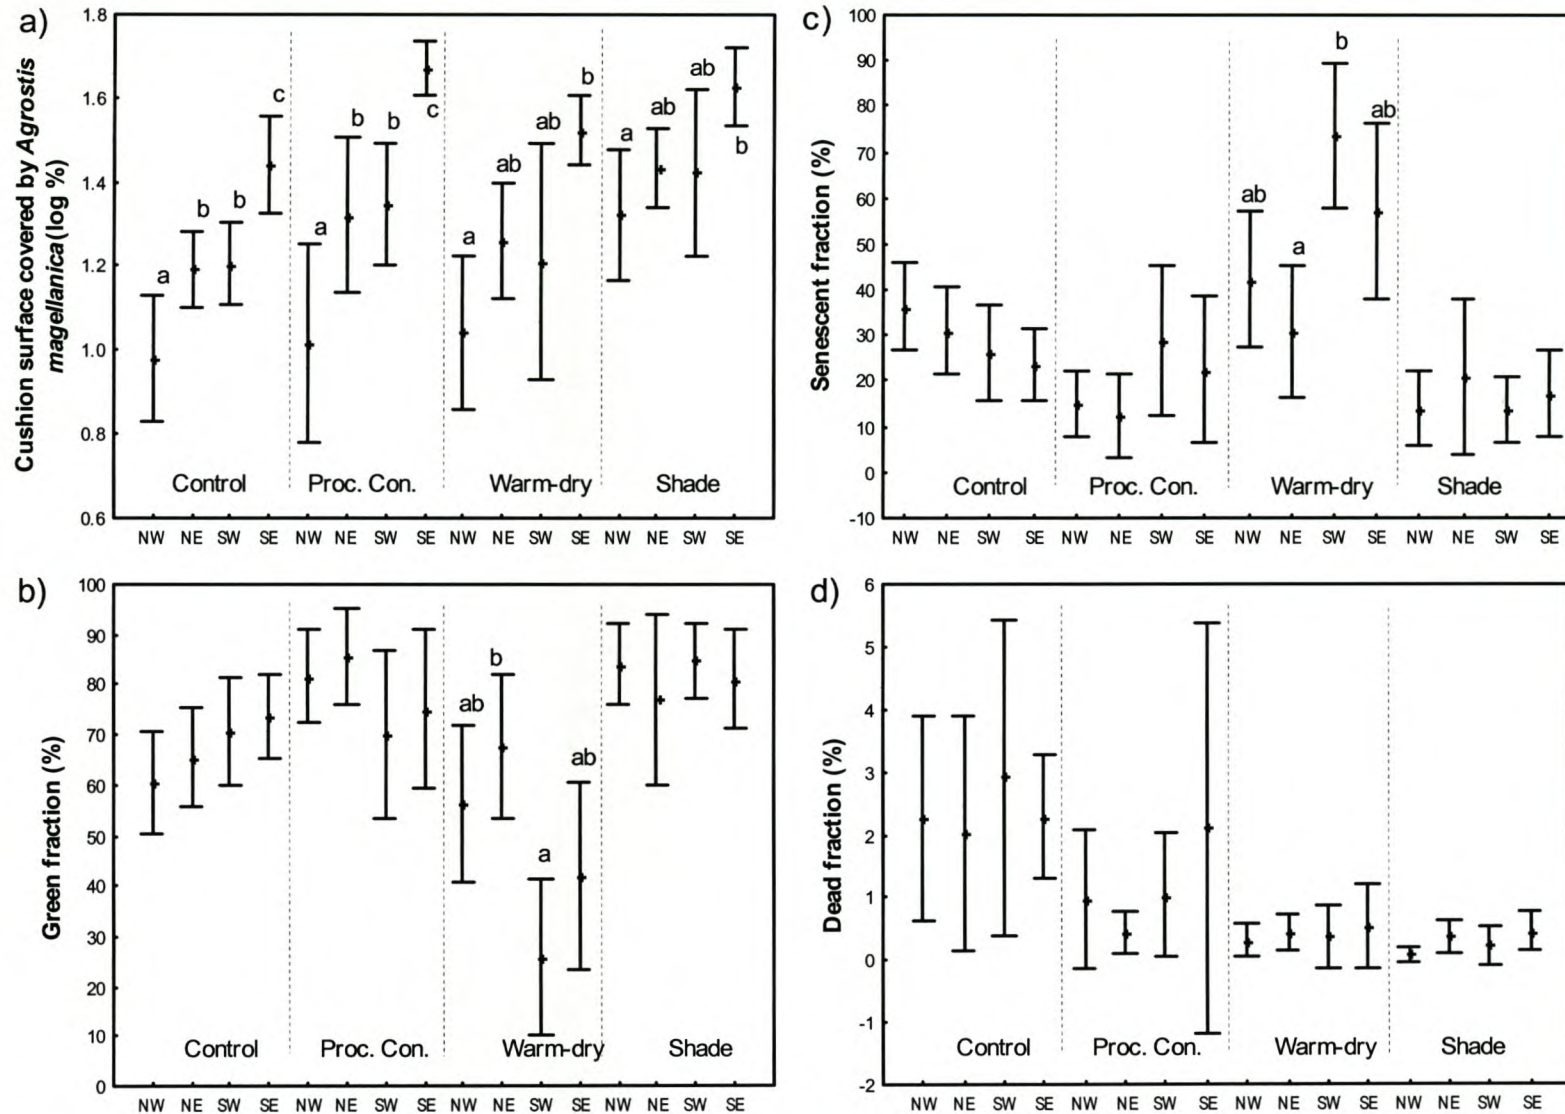 a)
Cushion surface covered by Agrostis
magellanica (log %)
1.8
1.6
1.4
1.2
1.0
0.8
0.6
a
b
b
c
a
b
b
c
a
ab
ab
b
a
ab
ab
b
Control
Proc. Con.
Warm-dry
Shade
NW NE SW SE NW NE SW SE NW NE SW SE NW NE SW SE
c)
Senescent fraction (%)
100
90
80
70
60
50
40
30
20
10
0
-10
ab
a
b
ab
Control
Proc. Con.
Warm-dry
Shade
NW NE SW SE NW NE SW SE NW NE SW SE NW NE SW SE
b)
Green fraction (%)
100
90
80
70
60
50
40
30
20
10
0
ab
b
a
ab
Control
Proc. Con.
Warm-dry
Shade
NW NE SW SE NW NE SW SE NW NE SW SE NW NE SW SE
d)
Dead fraction (%)
6
5
4
3
2
1
0
-1
-2
Control
Proc. Con.
Warm-dry
Shade
NW NE SW SE NW NE SW SE NW NE SW SE NW NE SW SE